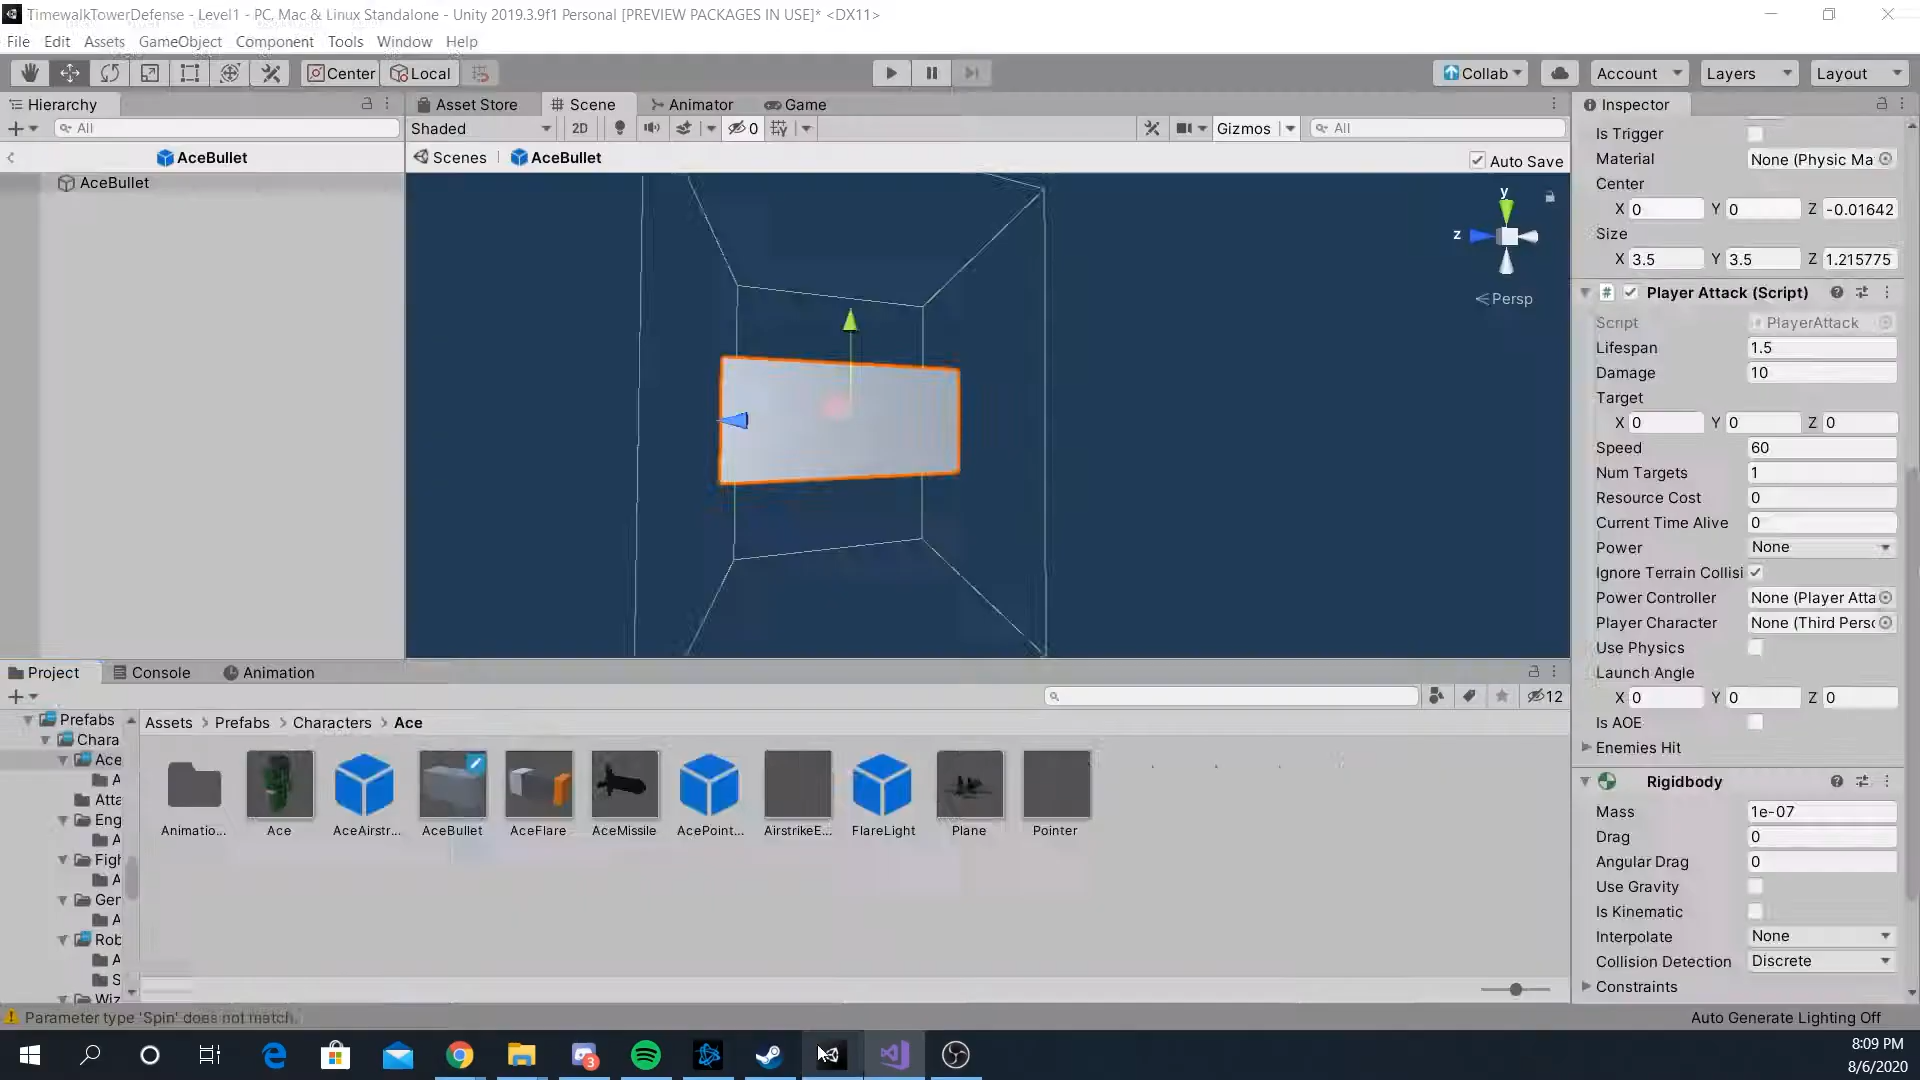 TimewalkTowerDefense - Level1 - PC, Mac & Linux Standalone - Unity 2019.3.9f1 Personal [PREVIEW PACKAGES IN USE]* <DX11>
File Edit Assets GameObject Component Tools Window Help
Center Local Collab Account Layers Layout
Hierarchy
All
AceBullet
AceBullet
Asset Store Scene Animator Game
Shaded 2D 0 Gizmos All
Scenes AceBullet Auto Save
y
z
Persp
Inspector
Is Trigger
Material None (Physic Ma
Center
X 0 Y 0 Z -0.01642
Size
X 3.5 Y 3.5 Z 1.215775
# Player Attack (Script)
Script PlayerAttack
Lifespan 1.5
Damage 10
Target
X 0 Y 0 Z 0
Speed 60
Num Targets 1
Resource Cost 0
Current Time Alive 0
Power None
Ignore Terrain Collisi
Power Controller None (Player Atta
Player Character None (Third Persc
Use Physics
Launch Angle
X 0 Y 0 Z 0
Is AOE
Enemies Hit
Rigidbody
Mass 1e-07
Drag 0
Angular Drag 0
Use Gravity
Is Kinematic
Interpolate None
Collision Detection Discrete
Constraints
Project Console Animation
12
Prefabs
Chara
Ace
A
Atta
Eng
A
Figh
A
Ger
A
Rob
A
S
Wiz
Assets > Prefabs > Characters > Ace
Animatio... Ace AceAirstr... AceBullet AceFlare AceMissile AcePoint... AirstrikeE... FlareLight Plane Pointer
Parameter type 'Spin' does not match.
Auto Generate Lighting Off
3
8:09 PM
8/6/2020